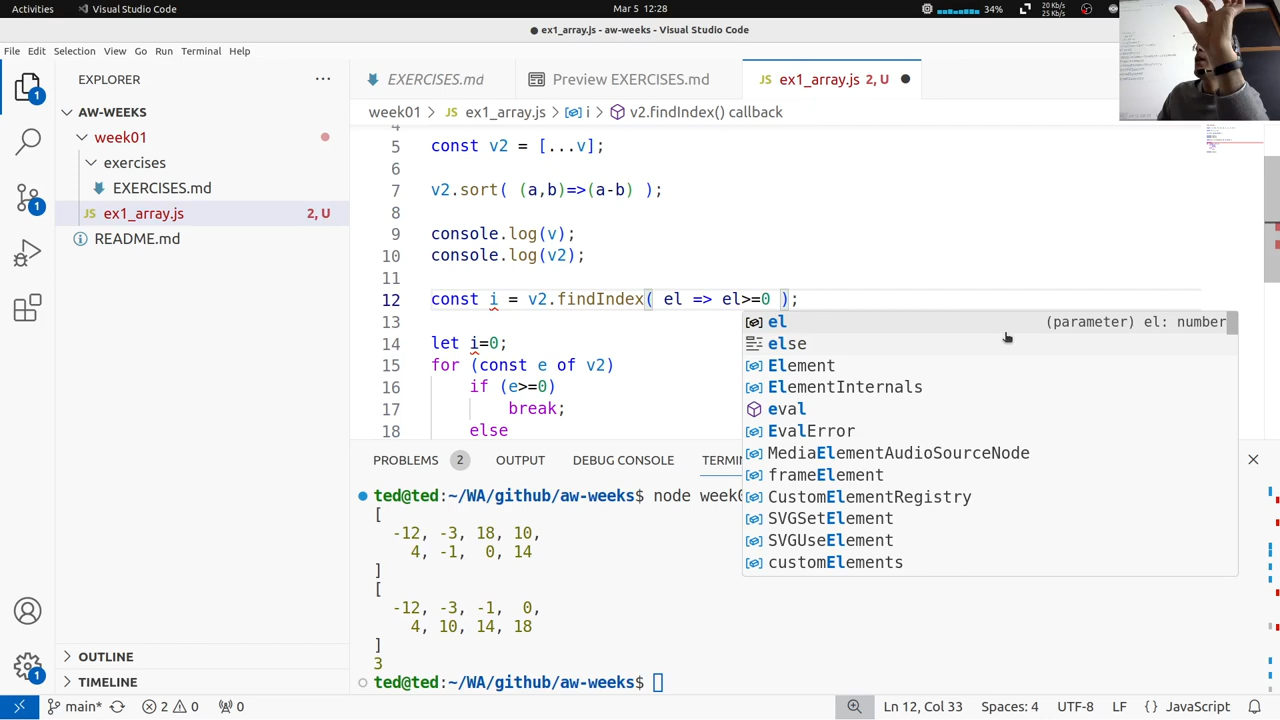 Activities
Visual Studio Code
Mar 5 12:28
34%
20 Kb/s
25 Kb/s
ex1_array.js - aw-weeks - Visual Studio Code
File Edit Selection View Go Run Terminal Help
EXPLORER
AW-WEEKS
week01
exercises
EXERCISES.md
ex1_array.js 2, U
README.md
OUTLINE
TIMELINE
1
1
1
EXERCISES.md
Preview EXERCISES.md
ex1_array.js 2, U
week01 > ex1_array.js > i > v2.findIndex() callback
4
5 const v2 = [...v];
6
7 v2.sort( (a,b)=>(a-b) );
8
9 console.log(v);
10 console.log(v2);
11
12 const i = v2.findIndex( el => el>=0 );
13
14 let i=0;
15 for (const e of v2)
16 if (e>=0)
17 break;
18 else
el (parameter) el: number
else
Element
ElementInternals
eval
EvalError
MediaElementAudioSourceNode
frameElement
CustomElementRegistry
SVGSetElement
SVGUseElement
customElements
PROBLEMS 2 OUTPUT DEBUG CONSOLE
ted@ted:~/WA/github/aw-weeks$ node
[
-12, -3, 18, 10,
4, -1, 0, 14
]
[
-12, -3, -1, 0,
4, 10, 14, 18
]
3
ted@ted:~/WA/github/aw-weeks$
main* 2 0 0
Ln 12, Col 33 Spaces: 4 UTF-8 LF {} JavaScript